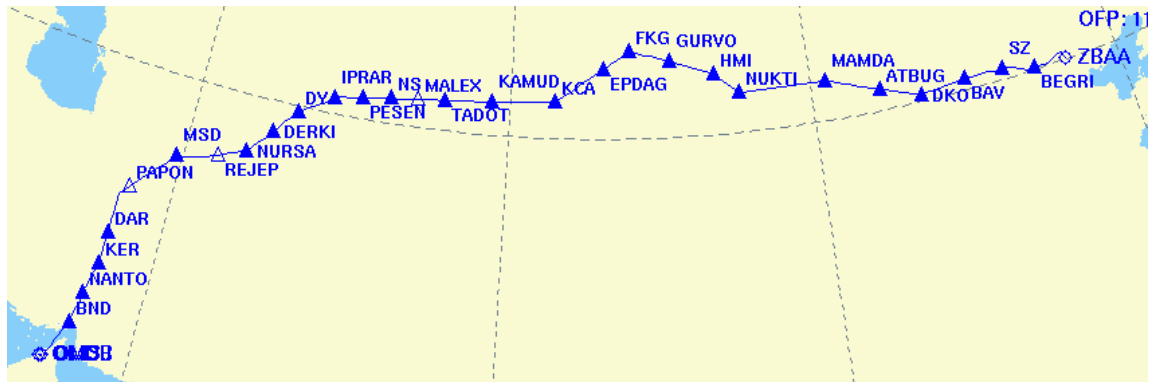 OFP: 11
FKG
GURVO
SZ
ZBAA
HMI
MAMDA
BEGRI
EPDAG
NUKTI
ATBUG
IPRAR
NS
MALEX
KAMUD
KCA
DKO
BAV
DY
PESEN
TADOT
DERKI
MSD
NURSA
PAPON
REJEP
DAR
KER
NANTO
BND